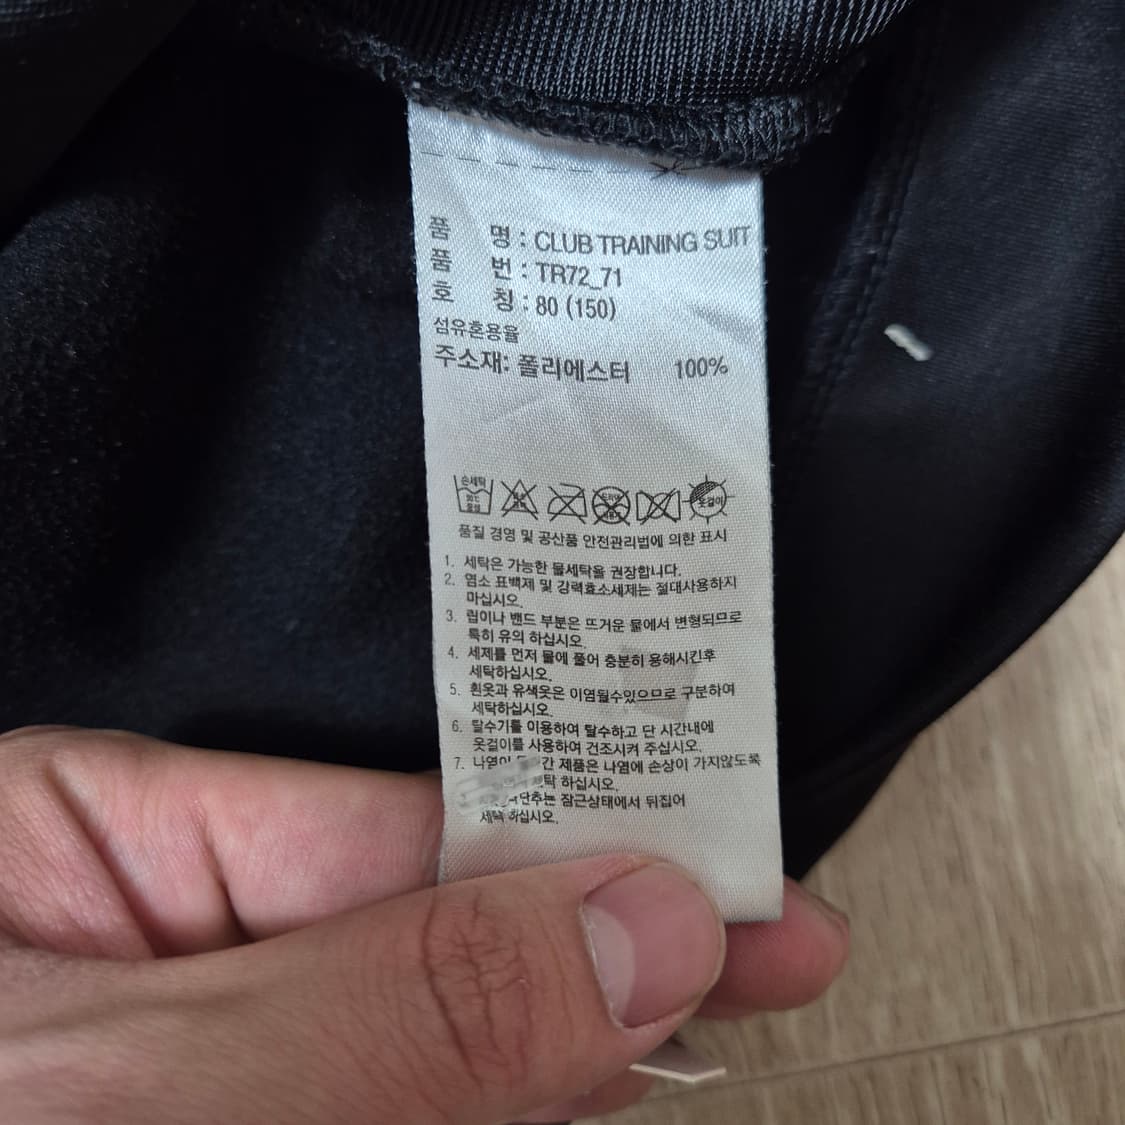 품 명 : CLUB TRAINING SUIT
품 번 : TR72_71
호 칭 : 80 (150)
섬유혼용율
주소재: 폴리에스터 100%
손세탁 옷걸이
품질 경영 및 공산품 안전관리법에 의한 표시
1. 세탁은 가능한 물세탁을 권장합니다.
2. 염소 표백제 및 강력효소세제는 절대사용하지
마십시오.
3. 립이나 밴드 부분은 뜨거운 물에서 변형되므로
특히 유의 하십시오.
4. 세제를 먼저 물에 풀어 충분히 용해시킨후
세탁하십시오.
5. 흰옷과 유색옷은 이염될수있으므로 구분하여
세탁하십시오.
6. 탈수기를 이용하여 탈수하고 단 시간내에
옷걸이를 사용하여 건조시켜 주십시오.
7. 나염이 제품은 나염에 손상이 가지않도록
하십시오.
잠근상태에서 뒤집어
세탁 하십시오.